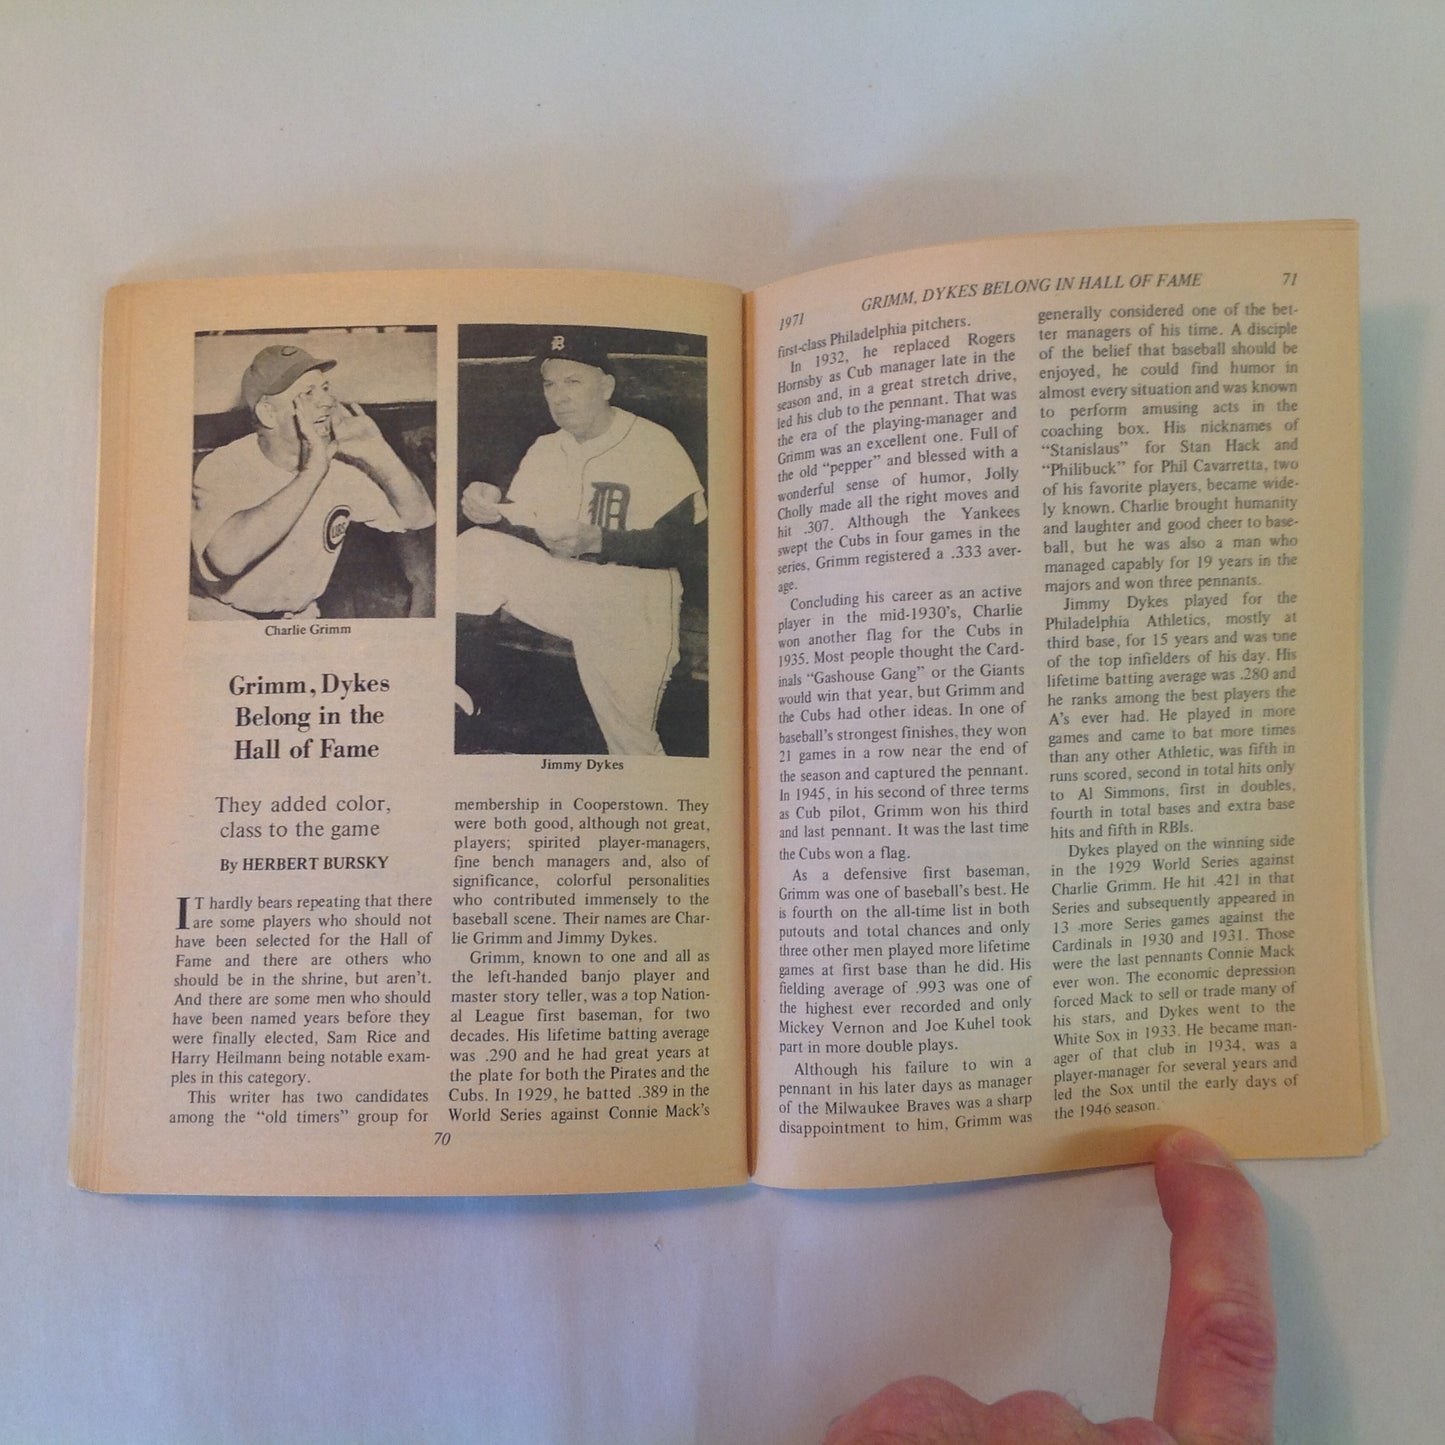 CUBS
D
Charlie Grimm
Jimmy Dykes
Grimm, Dykes
Belong in the
Hall of Fame
They added color,
class to the game
By HERBERT BURSKY
IT hardly bears repeating that there
are some players who should not
have been selected for the Hall of
Fame and there are others who
should be in the shrine, but aren't.
And there are some men who should
have been named years before they
were finally elected, Sam Rice and
Harry Heilmann being notable exam-
ples in this category.
This writer has two candidates
among the "old timers" group for
membership in Cooperstown. They
were both good, although not great,
players; spirited player-managers,
fine bench managers and, also of
significance, colorful personalities
who contributed immensely to the
baseball scene. Their names are Char-
lie Grimm and Jimmy Dykes.
Grimm, known to one and all as
the left-handed banjo player and
master story teller, was a top Nation-
al League first baseman, for two
decades. His lifetime batting average
was .290 and he had great years at
the plate for both the Pirates and the
Cubs. In 1929, he batted .389 in the
World Series against Connie Mack's
70
1971
GRIMM, DYKES BELONG IN HALL OF FAME
71
first-class Philadelphia pitchers.
In 1932, he replaced Rogers
Hornsby as Cub manager late in the
season and, in a great stretch drive,
led his club to the pennant. That was
the era of the playing-manager and
Grimm was an excellent one. Full of
the old "pepper" and blessed with a
wonderful sense of humor, Jolly
Cholly made all the right moves and
hit .307. Although the Yankees
swept the Cubs in four games in the
series, Grimm registered a .333 aver-
age.
Concluding his career as an active
player in the mid-1930's, Charlie
won another flag for the Cubs in
1935. Most people thought the Card-
inals "Gashouse Gang" or the Giants
would win that year, but Grimm and
the Cubs had other ideas. In one of
baseball's strongest finishes, they won
21 games in a row near the end of
the season and captured the pennant.
In 1945, in his second of three terms
as Cub pilot, Grimm won his third
and last pennant. It was the last time
the Cubs won a flag.
As a defensive first baseman,
Grimm was one of baseball's best. He
is fourth on the all-time list in both
putouts and total chances and only
three other men played more lifetime
games at first base than he did. His
fielding average of .993 was one of
the highest ever recorded and only
Mickey Vernon and Joe Kuhel took
part in more double plays.
Although his failure to win a
pennant in his later days as manager
of the Milwaukee Braves was a sharp
disappointment to him, Grimm was
generally considered one of the bet-
ter managers of his time. A disciple
of the belief that baseball should be
enjoyed, he could find humor in
almost every situation and was known
to perform amusing acts in the
coaching box. His nicknames of
"Stanislaus" for Stan Hack and
"Philibuck" for Phil Cavarretta, two
of his favorite players, became wide-
ly known. Charlie brought humanity
and laughter and good cheer to base-
ball, but he was also a man who
managed capably for 19 years in the
majors and won three pennants.
Jimmy Dykes played for the
Philadelphia Athletics, mostly at
third base, for 15 years and was one
of the top infielders of his day. His
lifetime batting average was .280 and
he ranks among the best players the
A's ever had. He played in more
games and came to bat more times
than any other Athletic, was fifth in
runs scored, second in total hits only
to Al Simmons, first in doubles,
fourth in total bases and extra base
hits and fifth in RBIs.
Dykes played on the winning side
in the 1929 World Series against
Charlie Grimm. He hit .421 in that
Series and subsequently appeared in
13 more Series games against the
Cardinals in 1930 and 1931. Those
were the last pennants Connie Mack
ever won. The economic depression
forced Mack to sell or trade many of
his stars, and Dykes went to the
White Sox in 1933. He became man-
ager of that club in 1934, was a
player-manager for several years and
led the Sox until the early days of
the 1946 season.